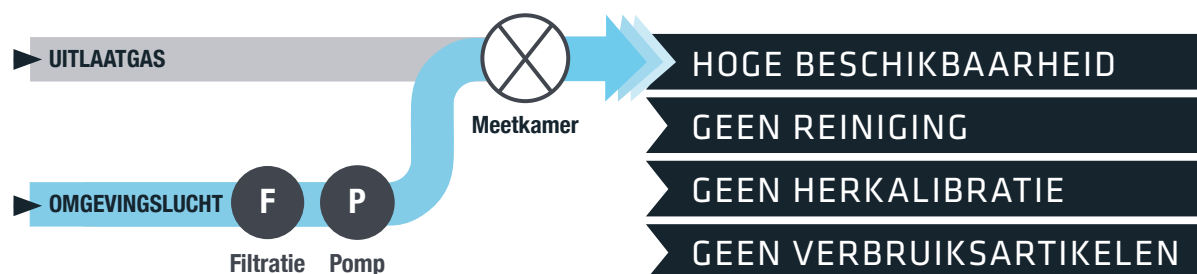 UITLAATGAS
Meetkamer
OMGEVINGSLUCHT
F
P
Filtratie
Pomp
HOGE BESCHIKBAARHEID
GEEN REINIGING
GEEN HERKALIBRATIE
GEEN VERBRUIKSARTIKELEN